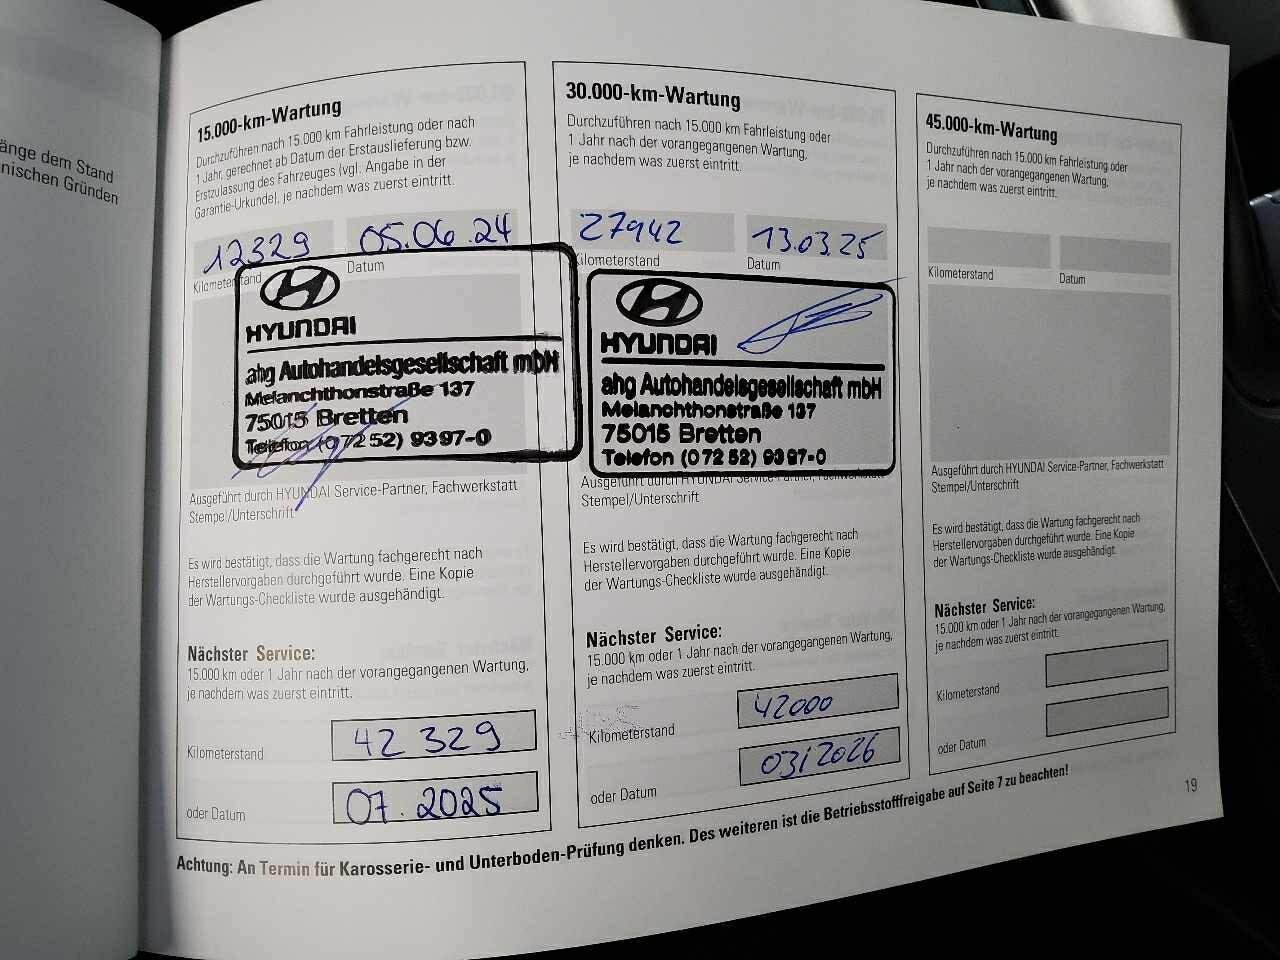 änge dem Stand
nischen Gründen
15.000-km-Wartung
Durchzuführen nach 15.000 km Fahrleistung oder nach
1 Jahr, gerechnet ab Datum der Erstauslieferung bzw.
Erstzulassung des Fahrzeuges (vgl. Angabe in der
Garantie-Urkunde), je nachdem was zuerst eintritt.
12329 05.06.24
Kilometerstand Datum
HYUNDAI
ahg Autohandelsgesellschaft mbH
Melanchthonstraße 137
75015 Bretten
Telefon (0 72 52) 93 97-0
Ausgeführt durch HYUNDAI Service-Partner, Fachwerkstatt
Stempel/Unterschrift
Es wird bestätigt, dass die Wartung fachgerecht nach
Herstellervorgaben durchgeführt wurde. Eine Kopie
der Wartungs-Checkliste wurde ausgehändigt.
Nächster Service:
15.000 km oder 1 Jahr nach der vorangegangenen Wartung,
je nachdem was zuerst eintritt.
Kilometerstand 42 329
oder Datum 07.2025
30.000-km-Wartung
Durchzuführen nach 15.000 km Fahrleistung oder
1 Jahr nach der vorangegangenen Wartung,
je nachdem was zuerst eintritt.
27942 13.03.25
Kilometerstand Datum
HYUNDAI
ahg Autohandelsgesellschaft mbH
Melanchthonstraße 137
75015 Bretten
Telefon (0 72 52) 93 97-0
Ausgeführt durch HYUNDAI Service-Partner, Fachwerkstatt
Stempel/Unterschrift
Es wird bestätigt, dass die Wartung fachgerecht nach
Herstellervorgaben durchgeführt wurde. Eine Kopie
der Wartungs-Checkliste wurde ausgehändigt.
Nächster Service:
15.000 km oder 1 Jahr nach der vorangegangenen Wartung,
je nachdem was zuerst eintritt.
Kilometerstand 42000
oder Datum 03/2026
45.000-km-Wartung
Durchzuführen nach 15.000 km Fahrleistung oder
1 Jahr nach der vorangegangenen Wartung,
je nachdem was zuerst eintritt.
Kilometerstand Datum
Ausgeführt durch HYUNDAI Service-Partner, Fachwerkstatt
Stempel/Unterschrift
Es wird bestätigt, dass die Wartung fachgerecht nach
Herstellervorgaben durchgeführt wurde. Eine Kopie
der Wartungs-Checkliste wurde ausgehändigt.
Nächster Service:
15.000 km oder 1 Jahr nach der vorangegangenen Wartung,
je nachdem was zuerst eintritt.
Kilometerstand
oder Datum
Achtung: An Termin für Karosserie- und Unterboden-Prüfung denken. Des weiteren ist die Betriebsstofffreigabe auf Seite 7 zu beachten!
19